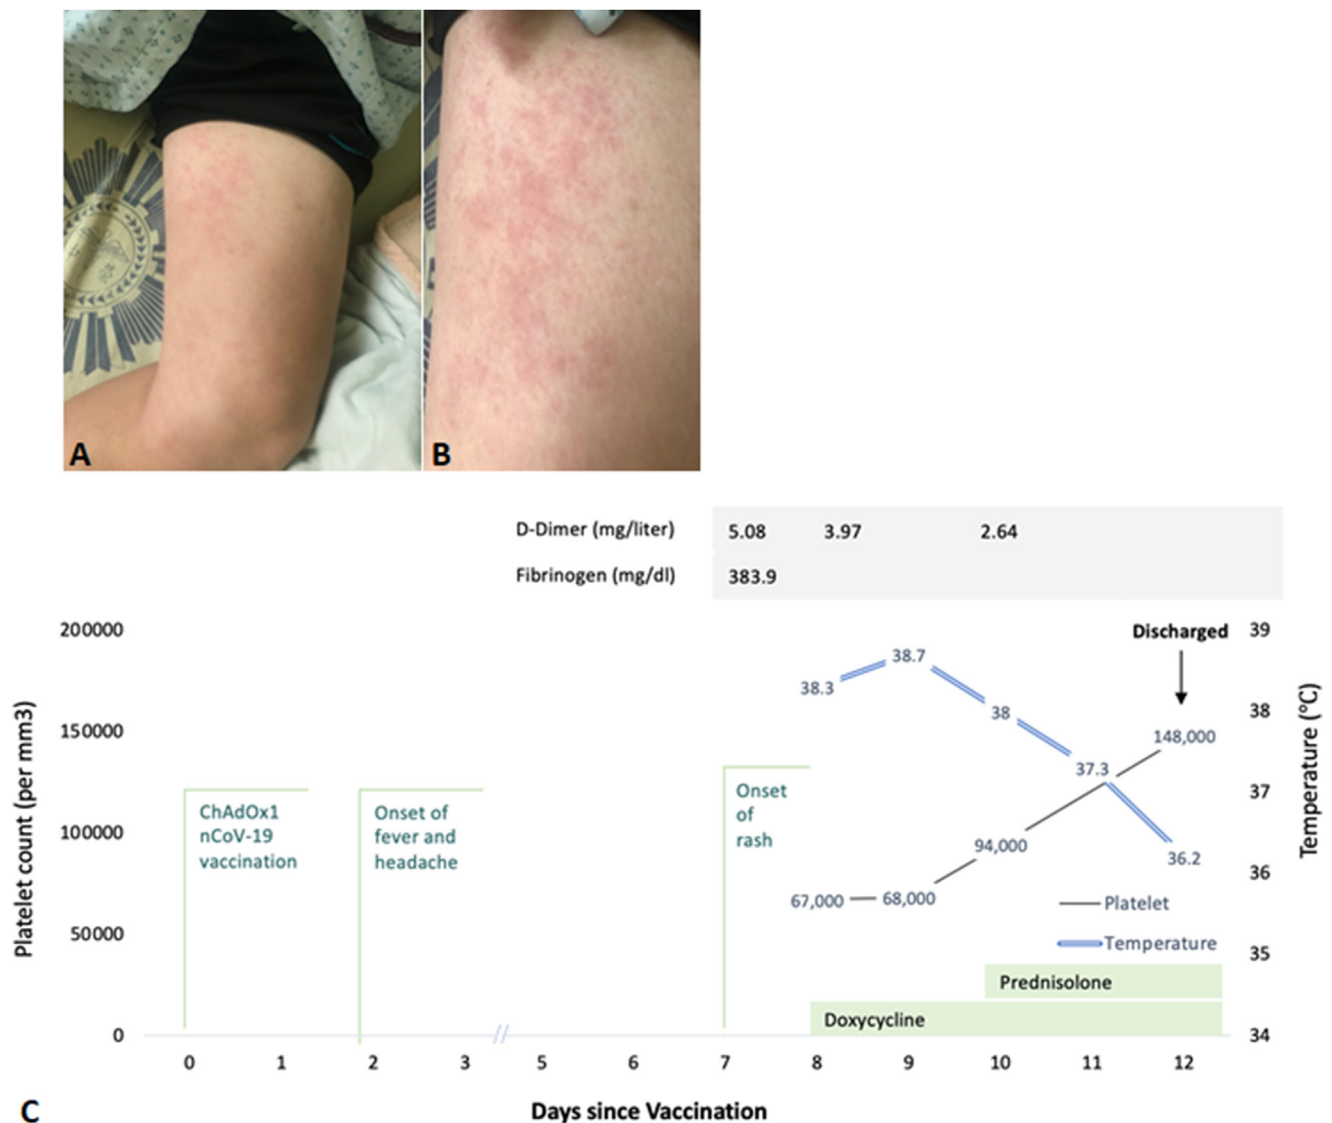 A
B
D-Dimer (mg/liter) 5.08 3.97 2.64
Fibrinogen (mg/dl) 383.9
200000
150000
100000
50000
0
Platelet count (per mm3)
39
38
37
36
35
34
Temperature (°C)
Discharged
38.3
38.7
38
37.3
36.2
148,000
94,000
67,000
68,000
ChAdOx1
nCoV-19
vaccination
Onset of
fever and
headache
Onset
of
rash
Platelet
Temperature
Prednisolone
Doxycycline
0 1 2 3 // 5 6 7 8 9 10 11 12
C
Days since Vaccination